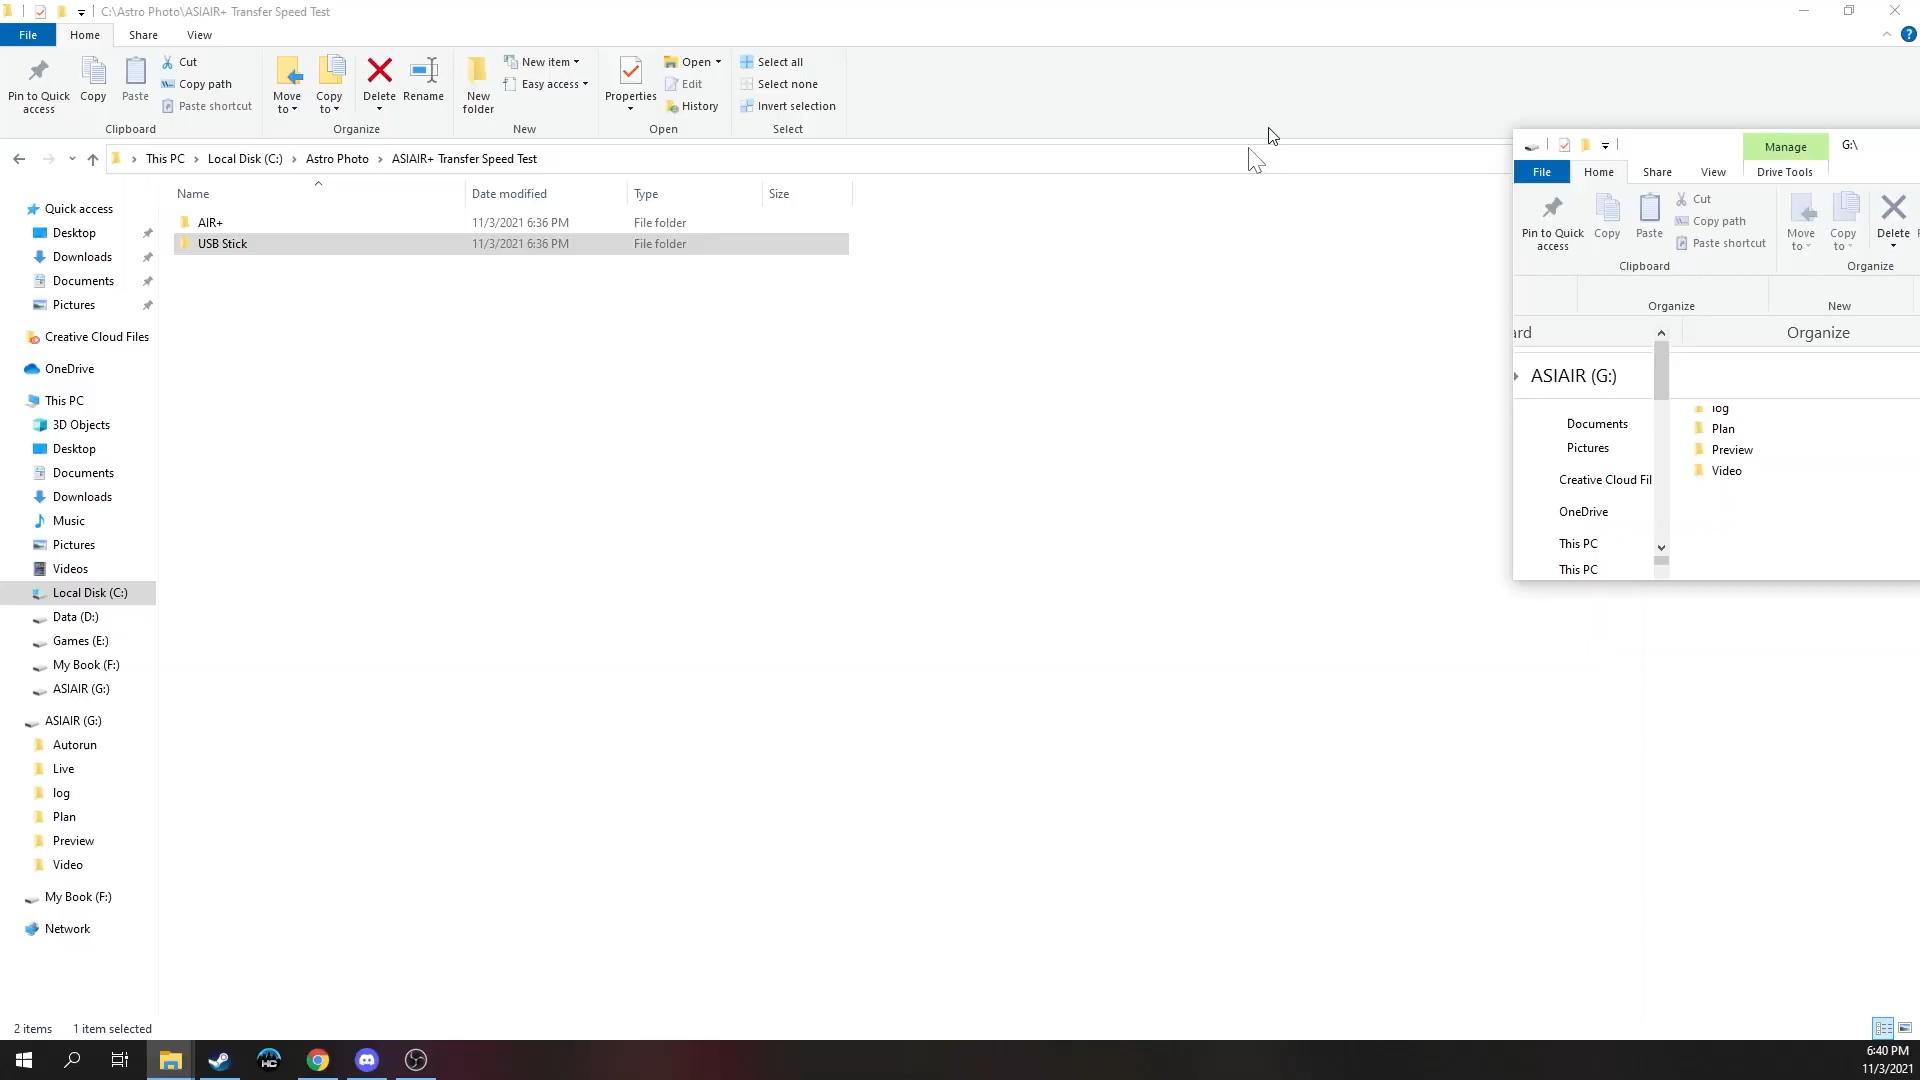 C:\Astro Photo\ASIAIR+ Transfer Speed Test
File Home Share View
Pin to Quick access
Copy
Paste
Cut
Copy path
Paste shortcut
Clipboard
Move to
Copy to
Delete
Rename
Organize
New folder
New item
Easy access
New
Properties
Open
Edit
History
Open
Select all
Select none
Invert selection
Select
This PC > Local Disk (C:) > Astro Photo > ASIAIR+ Transfer Speed Test
Name Date modified Type Size
AIR+ 11/3/2021 6:36 PM File folder
USB Stick 11/3/2021 6:36 PM File folder
Quick access
Desktop
Downloads
Documents
Pictures
Creative Cloud Files
OneDrive
This PC
3D Objects
Desktop
Documents
Downloads
Music
Pictures
Videos
Local Disk (C:)
Data (D:)
Games (E:)
My Book (F:)
ASIAIR (G:)
ASIAIR (G:)
Autorun
Live
log
Plan
Preview
Video
My Book (F:)
Network
2 items 1 item selected
Manage G:\
File Home Share View Drive Tools
Pin to Quick access
Copy
Paste
Cut
Copy path
Paste shortcut
Clipboard
Move to
Copy to
Delete
Organize
Organize New
ard Organize
ASIAIR (G:)
Documents
Pictures
Creative Cloud Fil
OneDrive
This PC
This PC
log
Plan
Preview
Video
HC
6:40 PM
11/3/2021